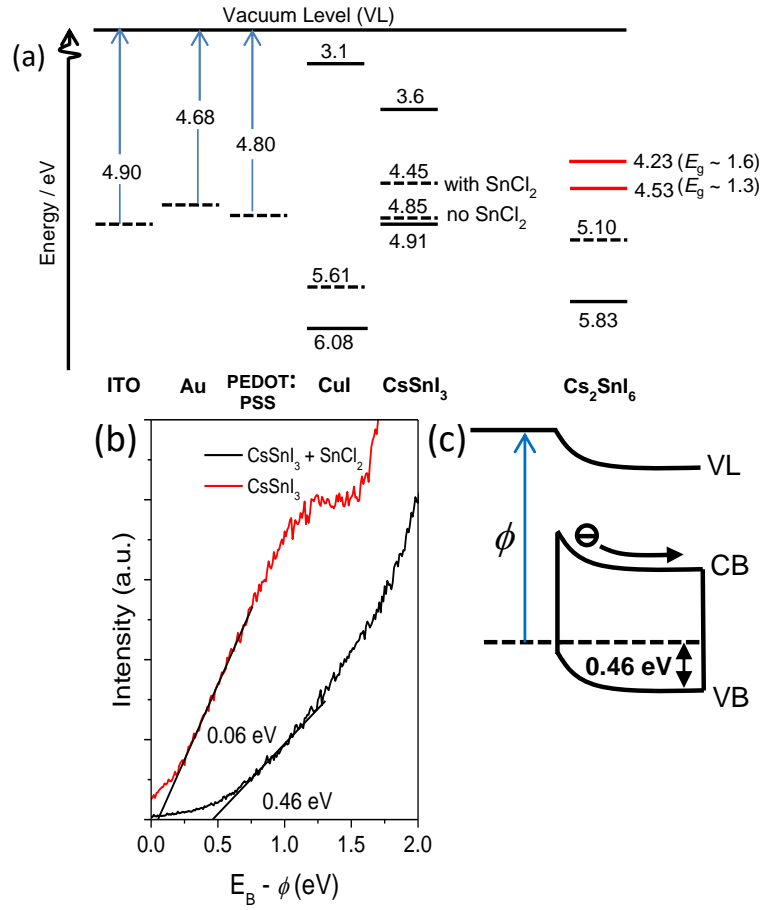 Vacuum Level (VL)
(a)
3.1
3.6
4.68
4.80
4.90
4.23 (E_g ~ 1.6)
4.45
with SnCl₂
4.53 (E_g ~ 1.3)
4.85
no SnCl₂
4.91
5.10
5.61
5.83
6.08
Energy / eV
ITO
Au
PEDOT:
PSS
CuI
CsSnI₃
Cs₂SnI₆
(b)
CsSnI₃ + SnCl₂
CsSnI₃
0.06 eV
0.46 eV
Intensity (a.u.)
0.0 0.5 1.0 1.5 2.0
E_B - ϕ (eV)
(c)
VL
ϕ
CB
0.46 eV
VB